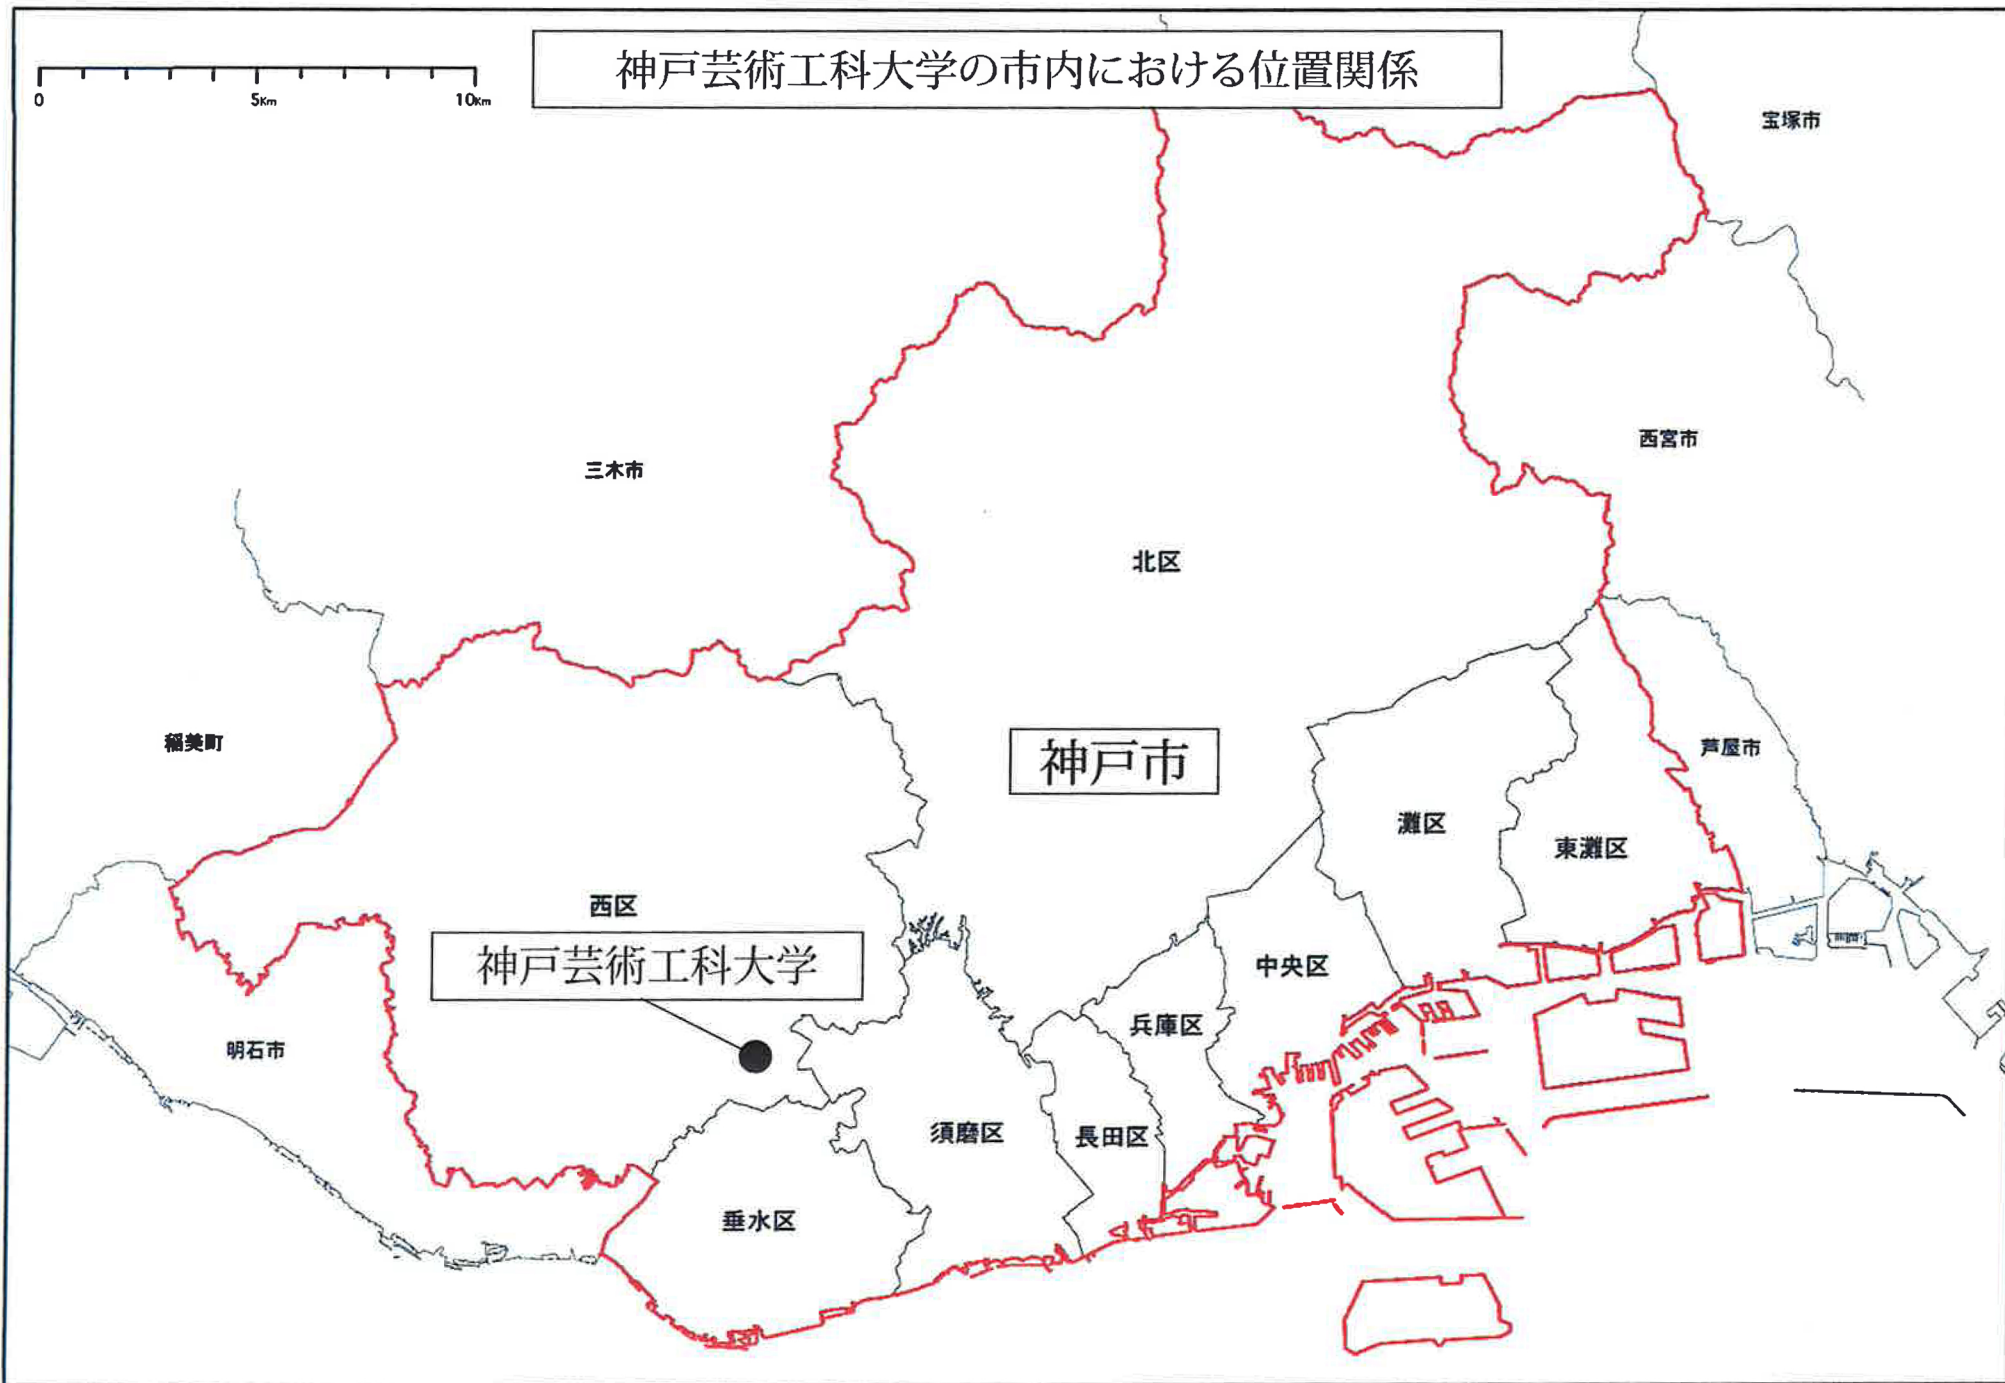 神戸芸術工科大学の市内における位置関係
0 5Km 10Km
宝塚市
西宮市
三木市
北区
稲美町
神戸市
芦屋市
灘区
東灘区
西区
神戸芸術工科大学
中央区
兵庫区
明石市
須磨区
長田区
垂水区